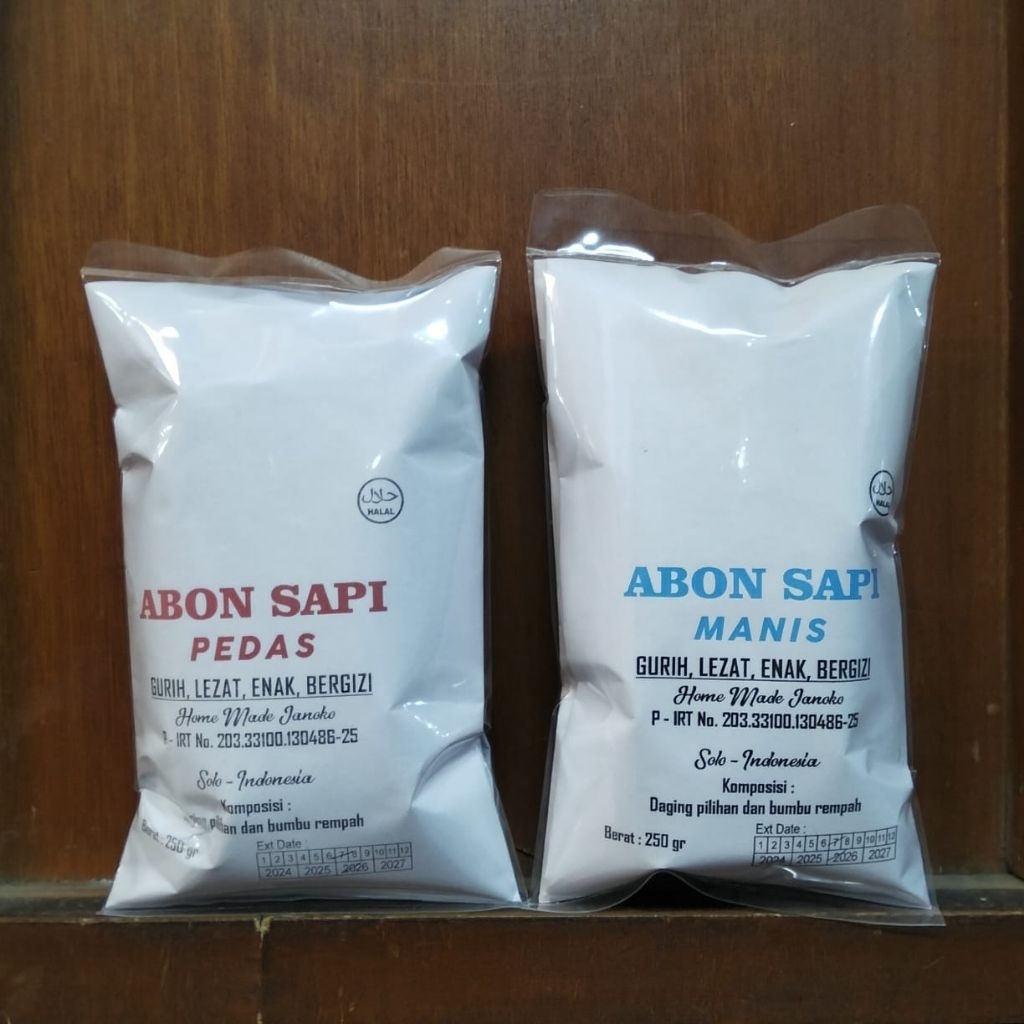 حلال
HALAL
ABON SAPI
PEDAS
GURIH, LEZAT, ENAK, BERGIZI
Home Made Janoko
P - IRT No. 203.33100.130486-25
Solo - Indonesia
Komposisi :
Daging pilihan dan bumbu rempah
Berat : 250 gr
Ext Date :
1 2 3 4 5 6 7 8 9 10 11 12
2024 2025 2026 2027
حلال
HALAL
ABON SAPI
MANIS
GURIH, LEZAT, ENAK, BERGIZI
Home Made Janoko
P - IRT No. 203.33100.130486-25
Solo - Indonesia
Komposisi :
Daging pilihan dan bumbu rempah
Berat : 250 gr
Ext Date :
1 2 3 4 5 6 7 8 9 10 11 12
2024 2025 2026 2027